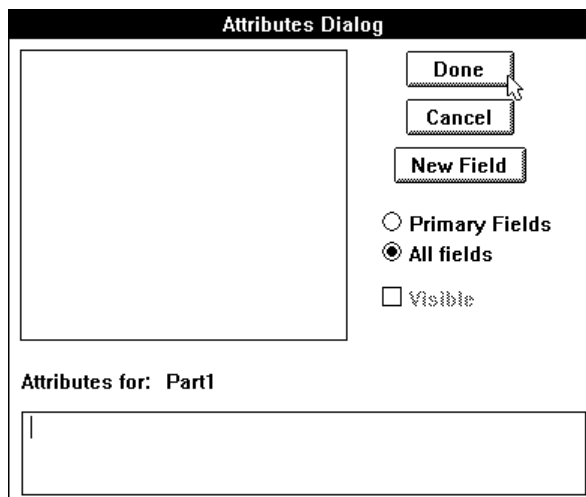 Attributes Dialog
Done
Cancel
New Field
Primary Fields
All fields
Visible
Attributes for: Part1